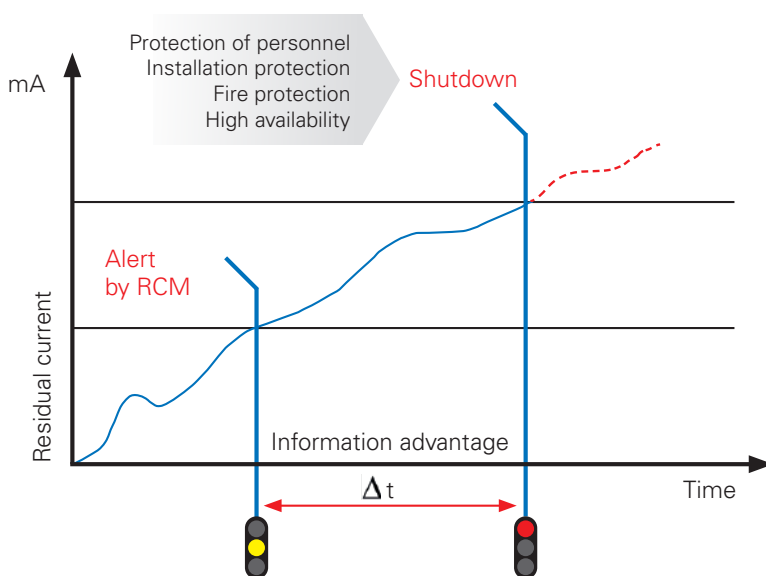 Protection of personnel
Installation protection
Fire protection
High availability
Shutdown
mA
Alert
by RCM
Residual current
Information advantage
Δ t
Time